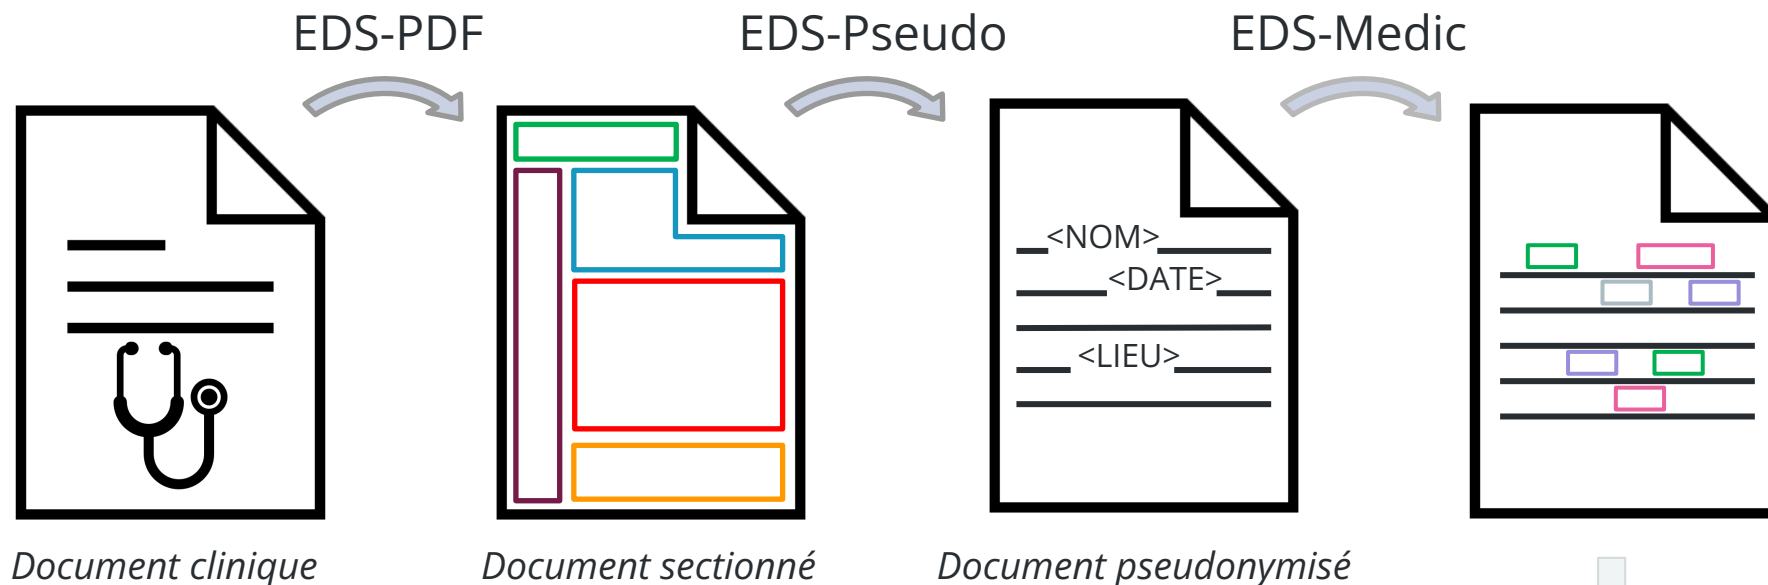 EDS-PDF
EDS-Pseudo
EDS-Medic
<NOM>
<DATE>
<LIEU>
Document clinique
Document sectionné
Document pseudonymisé